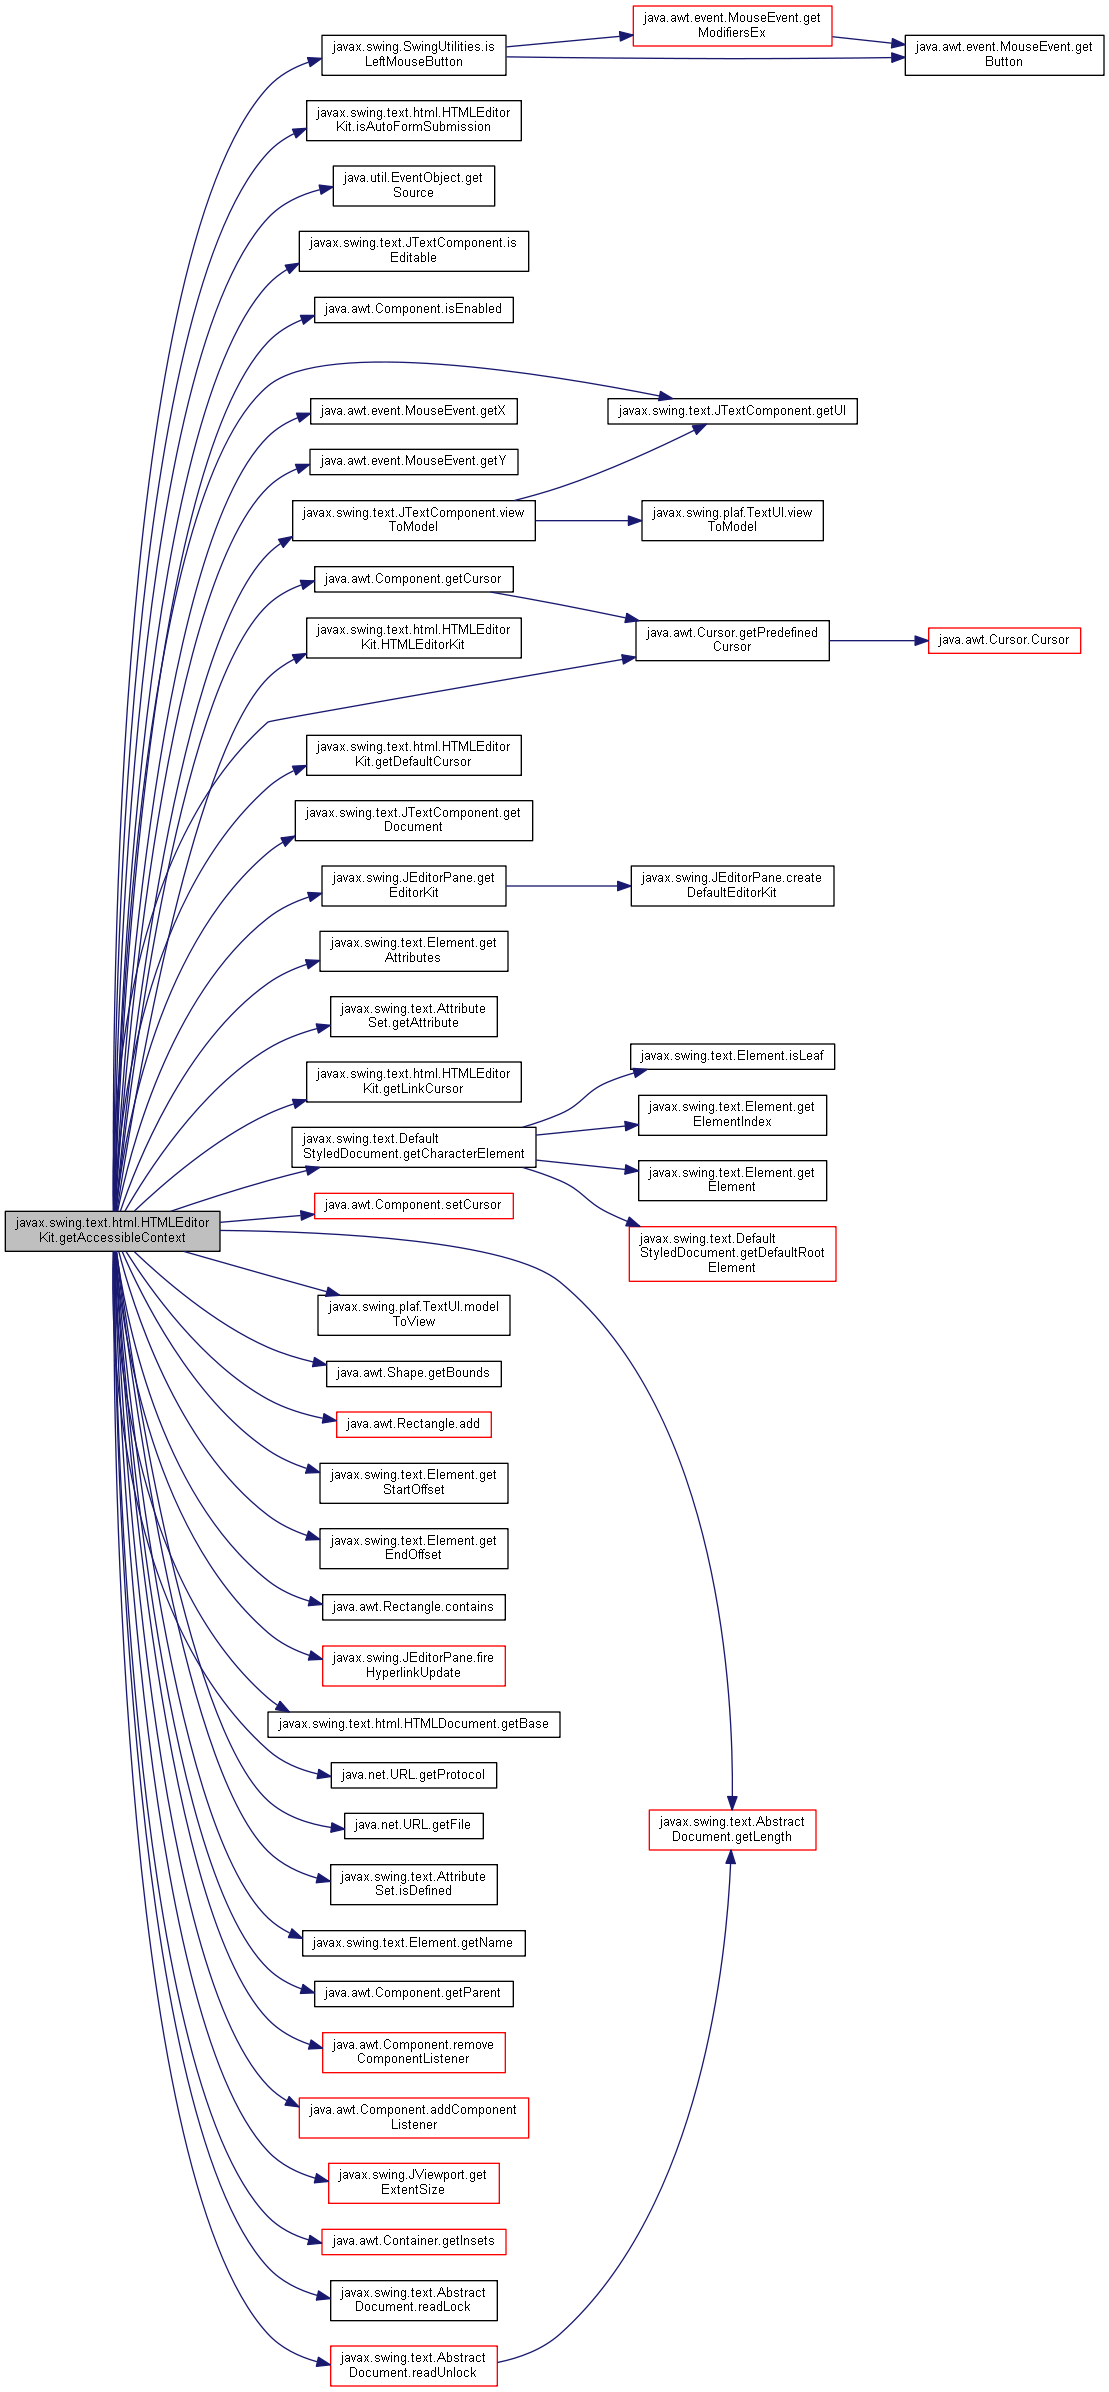 java.awt.event.MouseEvent.get
ModifiersEx
javax.swing.SwingUtilities.is
LeftMouseButton
java.awt.event.MouseEvent.get
Button
javax.swing.text.html.HTMLEditor
Kit.isAutoFormSubmission
java.util.EventObject.get
Source
javax.swing.text.JTextComponent.is
Editable
java.awt.Component.isEnabled
java.awt.event.MouseEvent.getX
javax.swing.text.JTextComponent.getUI
java.awt.event.MouseEvent.getY
javax.swing.text.JTextComponent.view
ToModel
javax.swing.plaf.TextUI.view
ToModel
java.awt.Component.getCursor
javax.swing.text.html.HTMLEditor
Kit.HTMLEditorKit
java.awt.Cursor.getPredefined
Cursor
java.awt.Cursor.Cursor
javax.swing.text.html.HTMLEditor
Kit.getDefaultCursor
javax.swing.text.JTextComponent.get
Document
javax.swing.JEditorPane.get
EditorKit
javax.swing.JEditorPane.create
DefaultEditorKit
javax.swing.text.Element.get
Attributes
javax.swing.text.Attribute
Set.getAttribute
javax.swing.text.html.HTMLEditor
Kit.getLinkCursor
javax.swing.text.Element.isLeaf
javax.swing.text.Element.get
ElementIndex
javax.swing.text.Default
StyledDocument.getCharacterElement
javax.swing.text.Element.get
Element
java.awt.Component.setCursor
javax.swing.text.html.HTMLEditor
Kit.getAccessibleContext
javax.swing.text.Default
StyledDocument.getDefaultRoot
Element
javax.swing.plaf.TextUI.model
ToView
java.awt.Shape.getBounds
java.awt.Rectangle.add
javax.swing.text.Element.get
StartOffset
javax.swing.text.Element.get
EndOffset
java.awt.Rectangle.contains
javax.swing.JEditorPane.fire
HyperlinkUpdate
javax.swing.text.html.HTMLDocument.getBase
java.net.URL.getProtocol
java.net.URL.getFile
javax.swing.text.Abstract
Document.getLength
javax.swing.text.Attribute
Set.isDefined
javax.swing.text.Element.getName
java.awt.Component.getParent
java.awt.Component.remove
ComponentListener
java.awt.Component.addComponent
Listener
javax.swing.JViewport.get
ExtentSize
java.awt.Container.getInsets
javax.swing.text.Abstract
Document.readLock
javax.swing.text.Abstract
Document.readUnlock